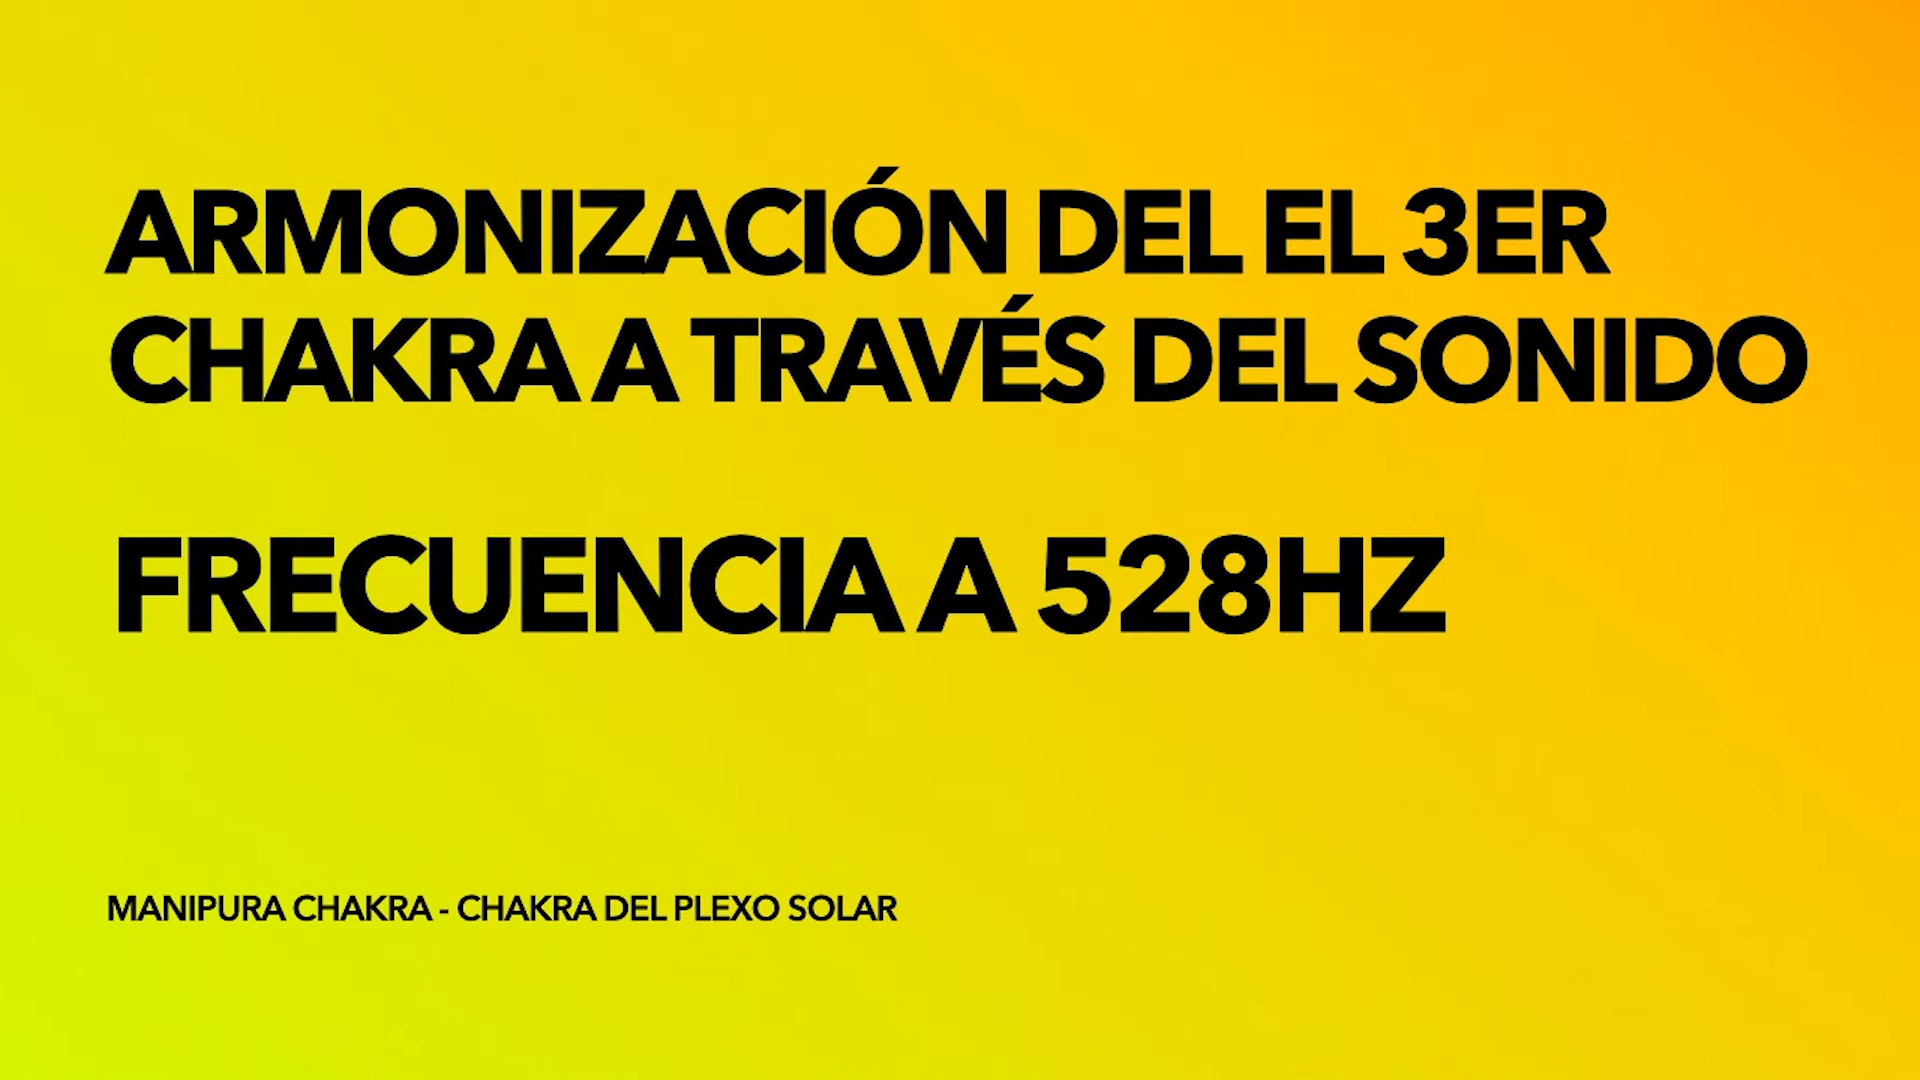 ARMONIZACIÓN DEL EL 3ER
CHAKRA A TRAVÉS DEL SONIDO
FRECUENCIA A 528HZ
MANIPURA CHAKRA - CHAKRA DEL PLEXO SOLAR